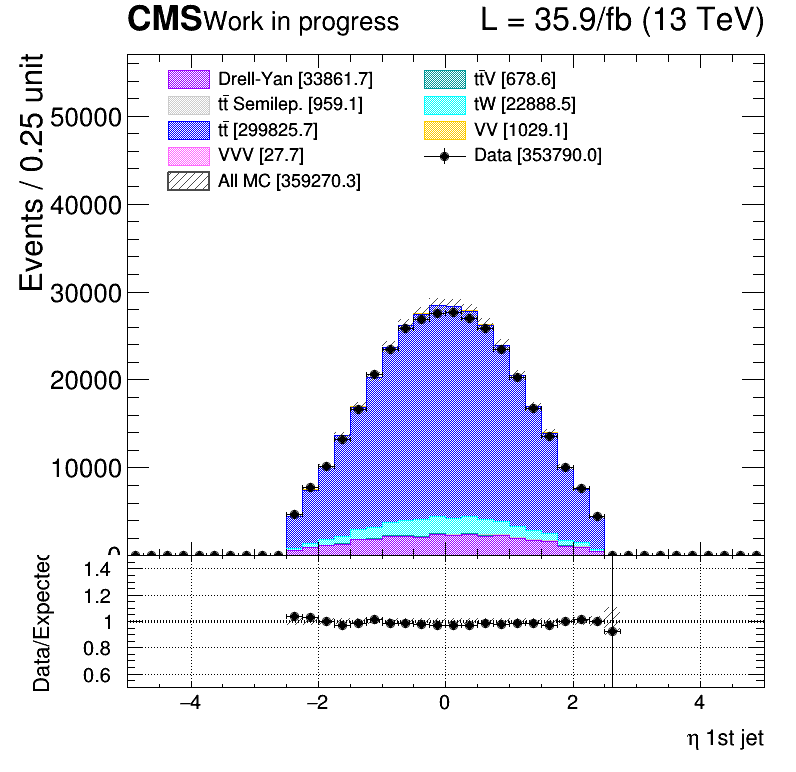 CMS Work in progress L = 35.9/fb (13 TeV)
Events / 0.25 unit
Drell-Yan [33861.7]
tt̄ Semilep. [959.1]
tt̄ [299825.7]
VVV [27.7]
All MC [359270.3]
tt̄V [678.6]
tW [22888.5]
VV [1029.1]
Data [353790.0]
50000
40000
30000
20000
10000
0
Data/Expected
1.4
1.2
1
0.8
0.6
−4 −2 0 2 4
η 1st jet